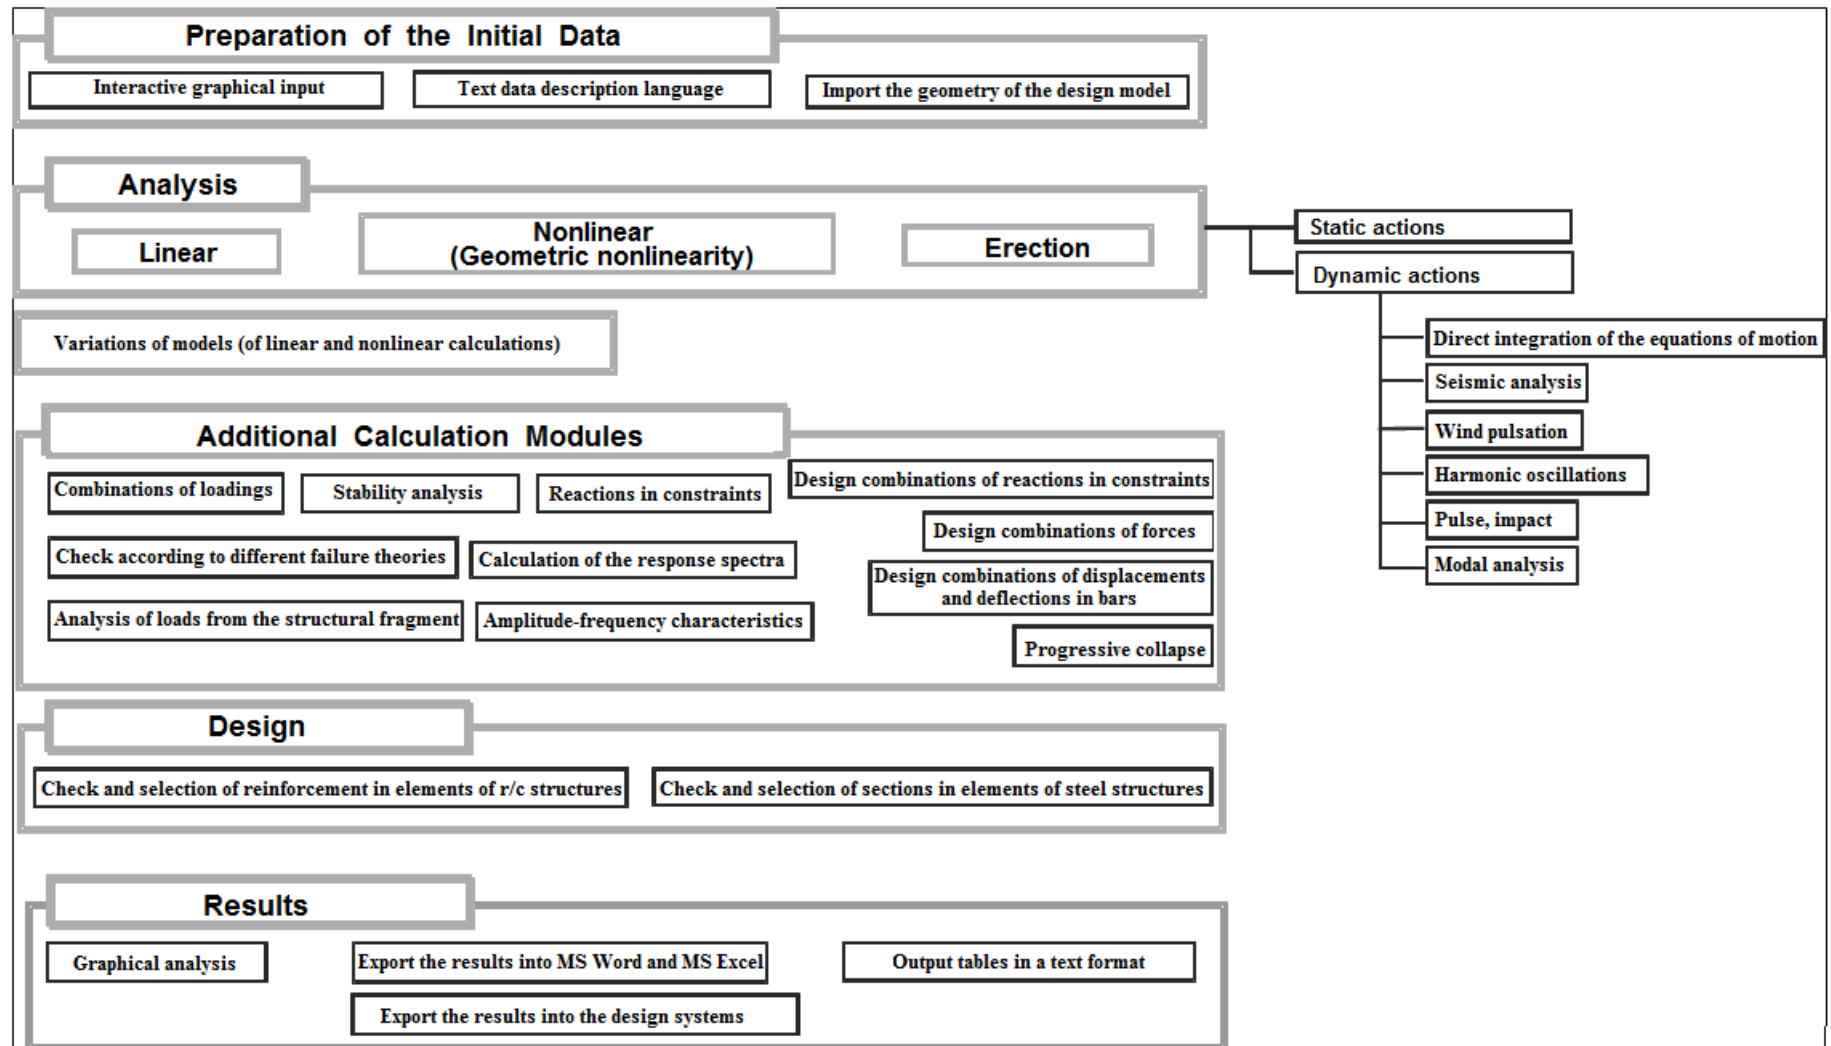 Preparation of the Initial Data
Interactive graphical input
Text data description language
Import the geometry of the design model
Analysis
Linear
Nonlinear
(Geometric nonlinearity)
Erection
Static actions
Dynamic actions
Direct integration of the equations of motion
Seismic analysis
Wind pulsation
Harmonic oscillations
Pulse, impact
Modal analysis
Variations of models (of linear and nonlinear calculations)
Additional Calculation Modules
Combinations of loadings
Stability analysis
Reactions in constraints
Design combinations of reactions in constraints
Design combinations of forces
Check according to different failure theories
Calculation of the response spectra
Design combinations of displacements
and deflections in bars
Analysis of loads from the structural fragment
Amplitude-frequency characteristics
Progressive collapse
Design
Check and selection of reinforcement in elements of r/c structures
Check and selection of sections in elements of steel structures
Results
Graphical analysis
Export the results into MS Word and MS Excel
Output tables in a text format
Export the results into the design systems